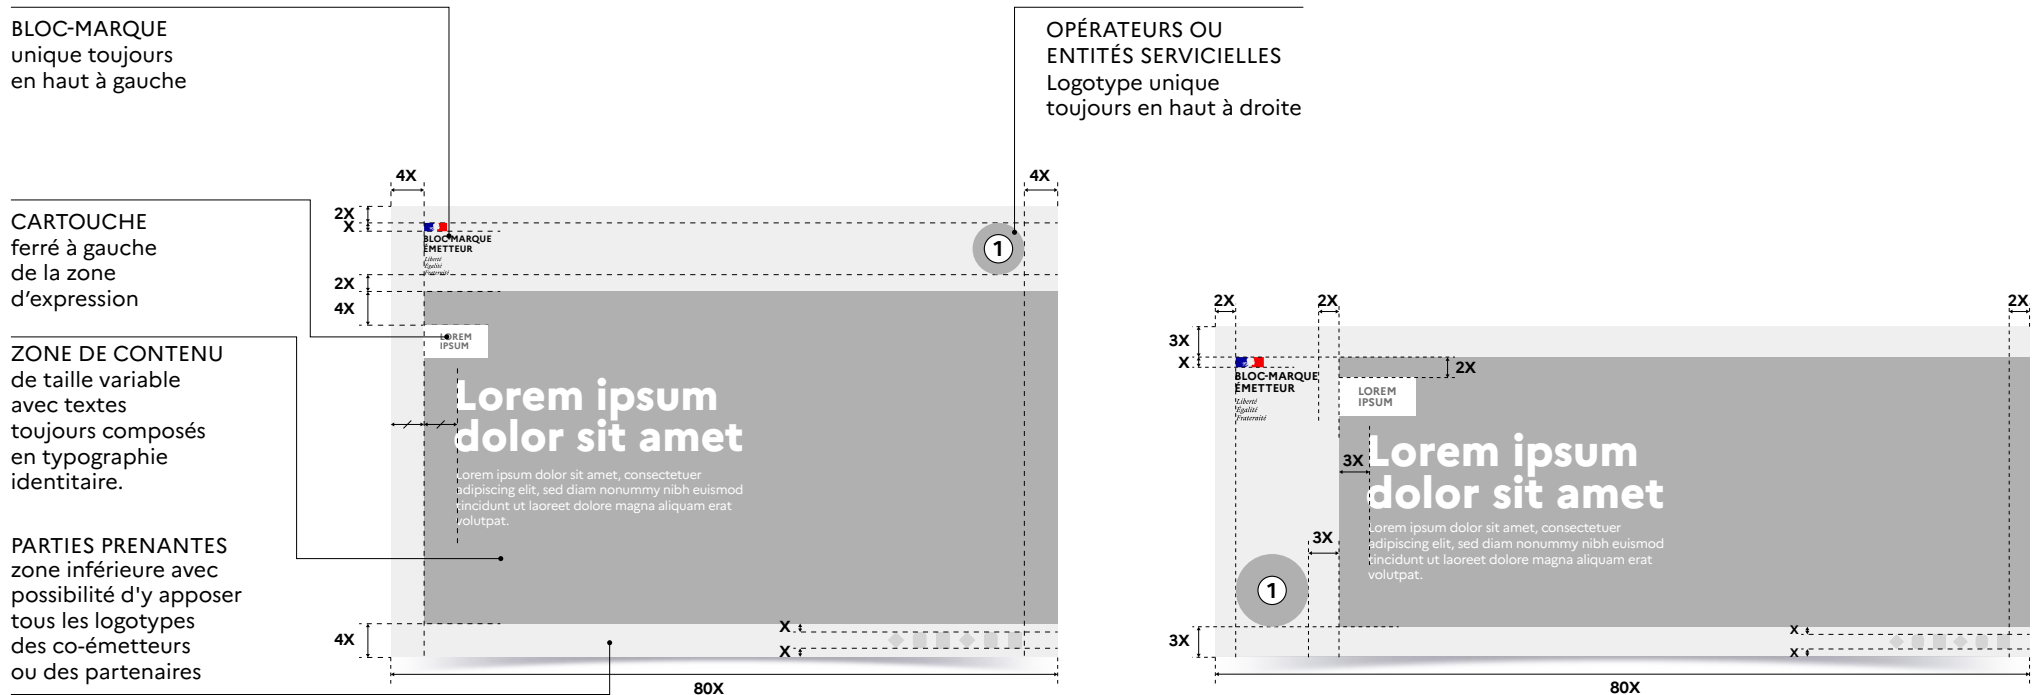 BLOC-MARQUE
unique toujours
en haut à gauche
OPÉRATEURS OU
ENTITÉS SERVICIELLES
Logotype unique
toujours en haut à droite
CARTOUCHE
ferré à gauche
de la zone
d’expression
ZONE DE CONTENU
de taille variable
avec textes
toujours composés
en typographie
identitaire.
PARTIES PRENANTES
zone inférieure avec
possibilité d'y apposer
tous les logotypes
des co-émetteurs
ou des partenaires
4X
4X
2X
X
BLOC-MARQUE
ÉMETTEUR
Liberté
Égalité
Fraternité
1
2X
4X
LOREM
IPSUM
Lorem ipsum
dolor sit amet
Lorem ipsum dolor sit amet, consectetuer
adipiscing elit, sed diam nonummy nibh euismod
tincidunt ut laoreet dolore magna aliquam erat
volutpat.
4X
X
X
80X
2X
2X
2X
3X
X
2X
BLOC-MARQUE
ÉMETTEUR
Liberté
Égalité
Fraternité
LOREM
IPSUM
3X
Lorem ipsum
dolor sit amet
Lorem ipsum dolor sit amet, consectetuer
adipiscing elit, sed diam nonummy nibh euismod
tincidunt ut laoreet dolore magna aliquam erat
volutpat.
3X
1
3X
X
X
80X